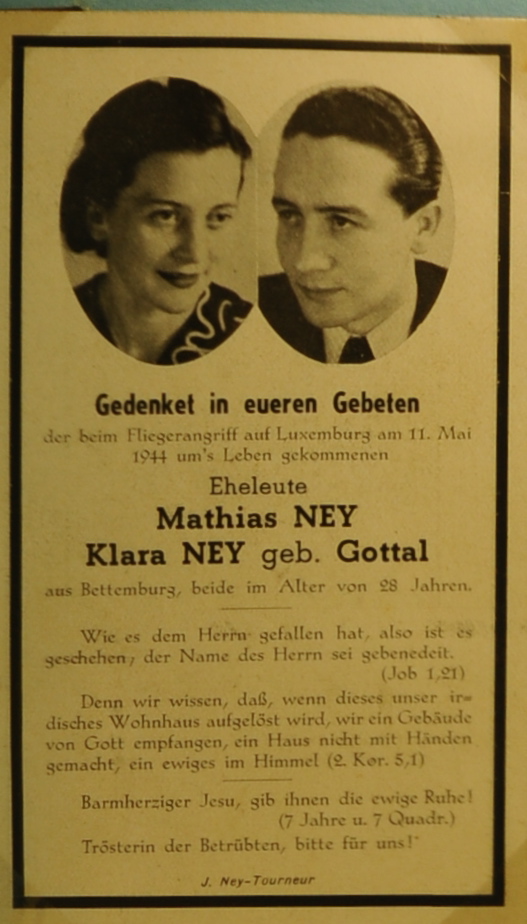 Gedenket in eueren Gebeten
der beim Fliegerangriff auf Luxemburg am 11. Mai
1944 um's Leben gekommenen
Eheleute
Mathias NEY
Klara NEY geb. Gottal
aus Bettemburg, beide im Alter von 28 Jahren.
Wie es dem Herrn gefallen hat, also ist es
geschehen; der Name des Herrn sei gebenedeit.
(Job 1,21)
Denn wir wissen, daß, wenn dieses unser ir=
disches Wohnhaus aufgelöst wird, wir ein Gebäude
von Gott empfangen, ein Haus nicht mit Händen
gemacht, ein ewiges im Himmel (2. Kor. 5,1)
Barmherziger Jesu, gib ihnen die ewige Ruhe!
(7 Jahre u. 7 Quadr.)
Trösterin der Betrübten, bitte für uns!
J. Ney-Tourneur